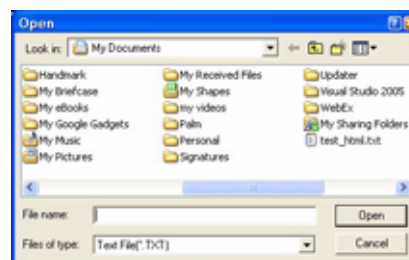 Open
Look in: My Documents
Handmark
My Briefcase
My eBooks
My Google Gadgets
My Music
My Pictures
My Received Files
My Shapes
my videos
Palm
Personal
Signatures
Updater
Visual Studio 2005
WebEx
My Sharing Folders
test_html.txt
File name:
Open
Files of type: Text File(*.TXT)
Cancel